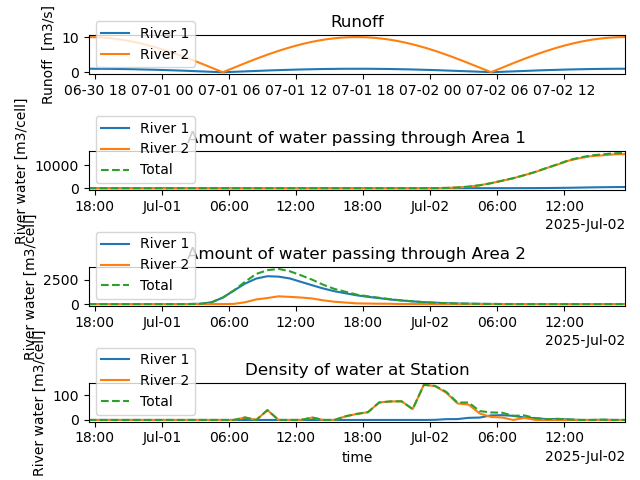 Runoff
River 1
River 2
Runoff [m3/s]
10
0
06-30 18 07-01 00 07-01 06 07-01 12 07-01 18 07-02 00 07-02 06 07-02 12
Amount of water passing through Area 1
River 1
River 2
Total
River water [m3/cell]
10000
0
18:00 Jul-01 06:00 12:00 18:00 Jul-02 06:00 12:00
2025-Jul-02
Amount of water passing through Area 2
River 1
River 2
Total
River water [m3/cell]
2500
0
18:00 Jul-01 06:00 12:00 18:00 Jul-02 06:00 12:00
2025-Jul-02
Density of water at Station
River 1
River 2
Total
River water [m3/cell]
100
0
18:00 Jul-01 06:00 12:00 18:00 Jul-02 06:00 12:00
time
2025-Jul-02